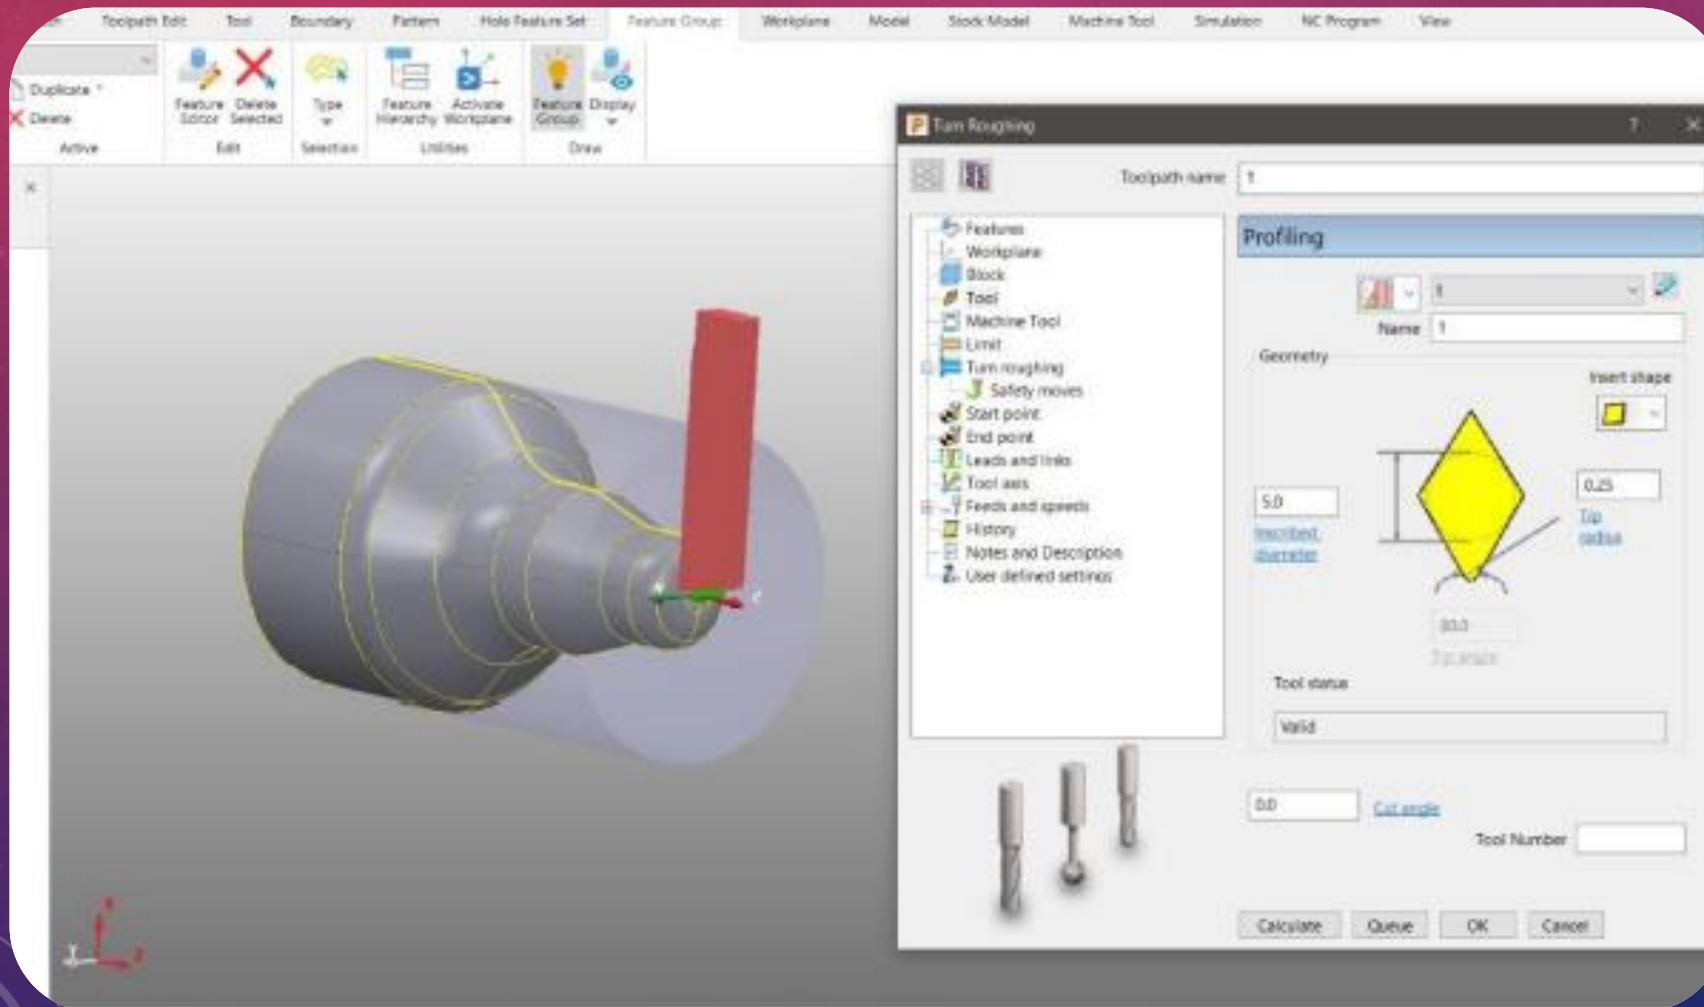 Toolpath Edit Tool Boundary Pattern Hole Feature Set Feature Group Workplane Model Stock Model Machine Tool Simulation NC Program View
Duplicate
Delete
Active
Feature Editor
Delete Selected
Edit
Type
Selection
Feature Hierarchy
Activate Workplane
Utilities
Feature Group
Display
Draw
Turn Roughing
Toolpath name 1
Features
Workplane
Block
Tool
Machine Tool
Limit
Turn roughing
Safety moves
Start point
End point
Leads and links
Tool axis
Feeds and speeds
History
Notes and Description
User defined settings
Profiling
1
Name 1
Geometry
Insert shape
5.0
Inscribed diameter
0.25
Tip radius
80.0
Tip angle
Tool status
Valid
0.0 Cut angle
Tool Number
Calculate Queue OK Cancel
X
Y
Z